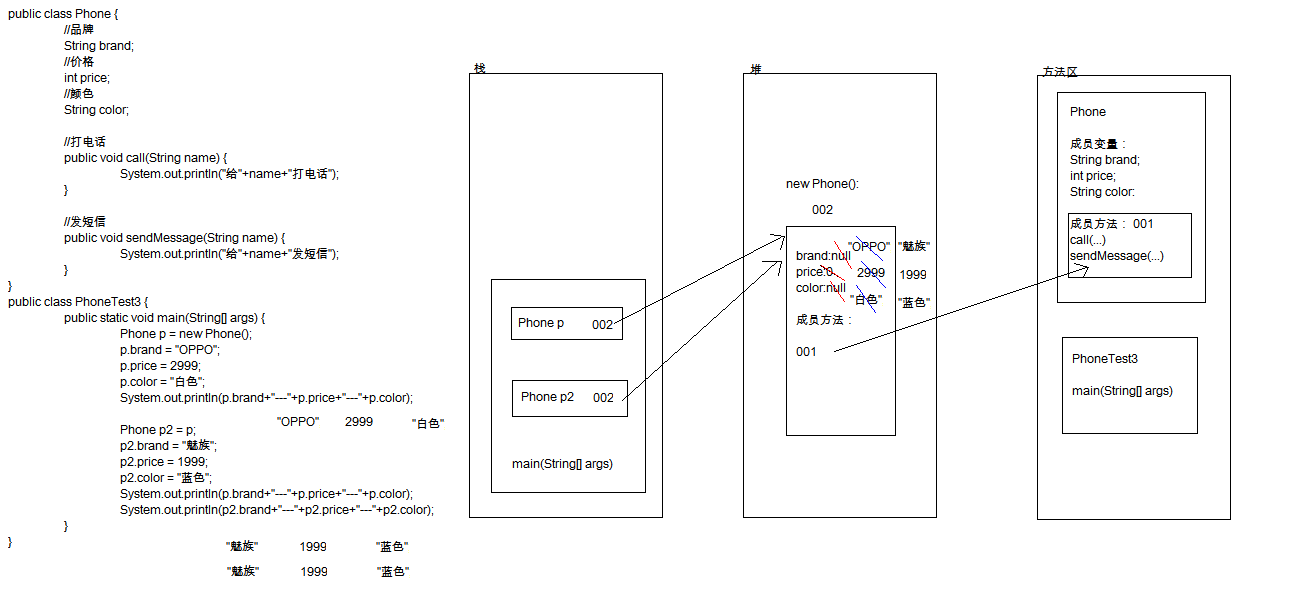 public class Phone {
//品牌
String brand;
//价格
int price;
//颜色
String color;
//打电话
public void call(String name) {
System.out.println("给"+name+"打电话");
}
//发短信
public void sendMessage(String name) {
System.out.println("给"+name+"发短信");
}
}
public class PhoneTest3 {
public static void main(String[] args) {
Phone p = new Phone();
p.brand = "OPPO";
p.price = 2999;
p.color = "白色";
System.out.println(p.brand+"---"+p.price+"---"+p.color);
"OPPO" 2999 "白色"
Phone p2 = p;
p2.brand = "魅族";
p2.price = 1999;
p2.color = "蓝色";
System.out.println(p.brand+"---"+p.price+"---"+p.color);
System.out.println(p2.brand+"---"+p2.price+"---"+p2.color);
}
}
"魅族" 1999 "蓝色"
"魅族" 1999 "蓝色"
栈
Phone p 002
Phone p2 002
main(String[] args)
堆
new Phone():
002
brand:null "OPPO" "魅族"
price:0 2999 1999
color:null "白色" "蓝色"
成员方法：
001
方法区
Phone
成员变量：
String brand;
int price;
String color:
成员方法：001
call(...)
sendMessage(...)
PhoneTest3
main(String[] args)